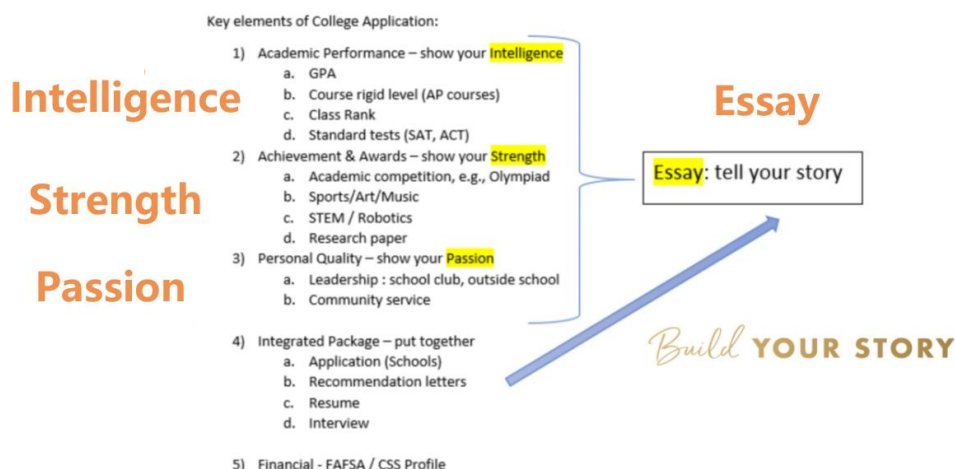 Key elements of College Application:
1) Academic Performance – show your Intelligence
a. GPA
b. Course rigid level (AP courses)
c. Class Rank
d. Standard tests (SAT, ACT)
2) Achievement & Awards – show your Strength
a. Academic competition, e.g., Olympiad
b. Sports/Art/Music
c. STEM / Robotics
d. Research paper
3) Personal Quality – show your Passion
a. Leadership : school club, outside school
b. Community service
4) Integrated Package – put together
a. Application (Schools)
b. Recommendation letters
c. Resume
d. Interview
5) Financial - FAFSA / CSS Profile
Intelligence
Strength
Passion
Essay
Essay: tell your story
Build YOUR STORY